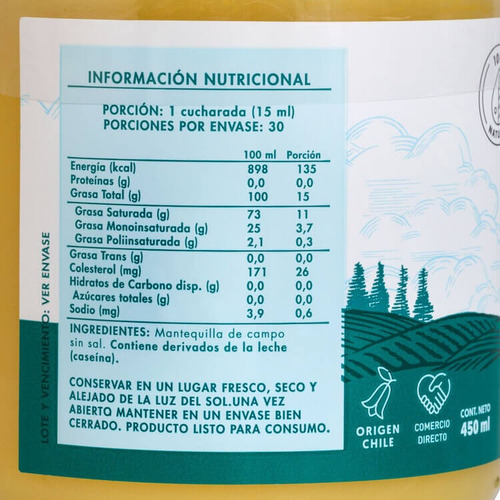 INFORMACIÓN NUTRICIONAL
PORCIÓN: 1 cucharada (15 ml)
PORCIONES POR ENVASE: 30
100 ml Porción
Energía (kcal) 898 135
Proteínas (g) 0,0 0,0
Grasa Total (g) 100 15
Grasa Saturada (g) 73 11
Grasa Monoinsaturada (g) 25 3,7
Grasa Poliinsaturada (g) 2,1 0,3
Grasa Trans (g) 0,0 0,0
Colesterol (mg) 171 26
Hidratos de Carbono disp. (g) 0,0 0,0
Azúcares totales (g) 0,0 0,0
Sodio (mg) 3,9 0,6
INGREDIENTES: Mantequilla de campo
sin sal. Contiene derivados de la leche
(caseína).
CONSERVAR EN UN LUGAR FRESCO, SECO Y
ALEJADO DE LA LUZ DEL SOL.UNA VEZ
ABIERTO MANTENER EN UN ENVASE BIEN
CERRADO. PRODUCTO LISTO PARA CONSUMO.
LOTE Y VENCIMIENTO: VER ENVASE
ORIGEN
CHILE
COMERCIO
DIRECTO
CONT. NETO
450 ml